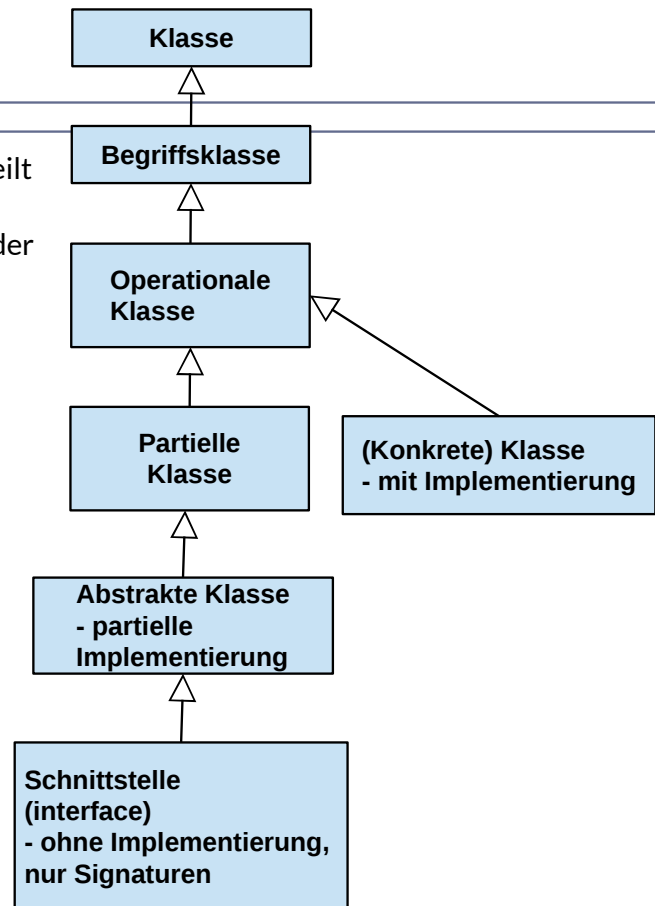 Klasse
Begriffsklasse
der
Operationale
Klasse
Partielle
Klasse
(Konkrete) Klasse
- mit Implementierung
Abstrakte Klasse
- partielle
Implementierung
Schnittstelle
(interface)
- ohne Implementierung,
nur Signaturen